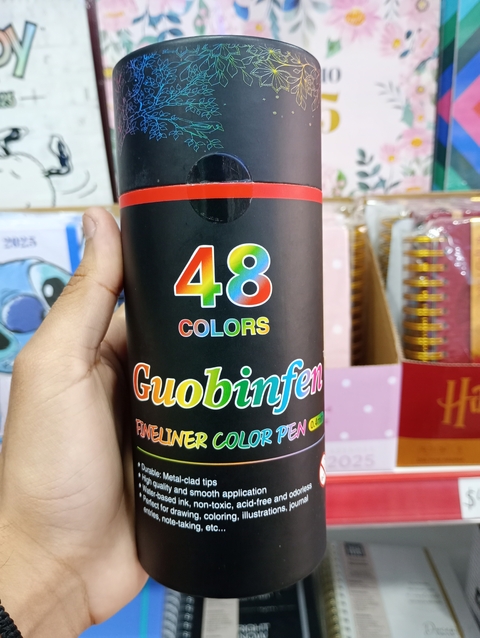 48
COLORS
Guobinfen
FINELINER COLOR PEN
• Durable: Metal-clad tips
• High quality and smooth application
• Water-based ink, non-toxic, acid-free and odorless
• Perfect for drawing, coloring, illustrations, journal
entries, note-taking, etc...
2025
2025